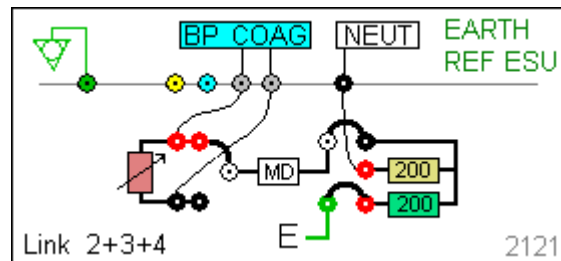 BP COAG
NEUT
EARTH
REF ESU
MD
200
200
E
Link 2+3+4
2121